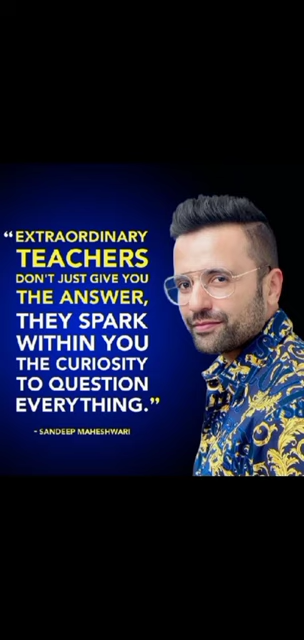 “EXTRAORDINARY
TEACHERS
DON'T JUST GIVE YOU
THE ANSWER,
THEY SPARK
WITHIN YOU
THE CURIOSITY
TO QUESTION
EVERYTHING.”
- SANDEEP MAHESHWARI